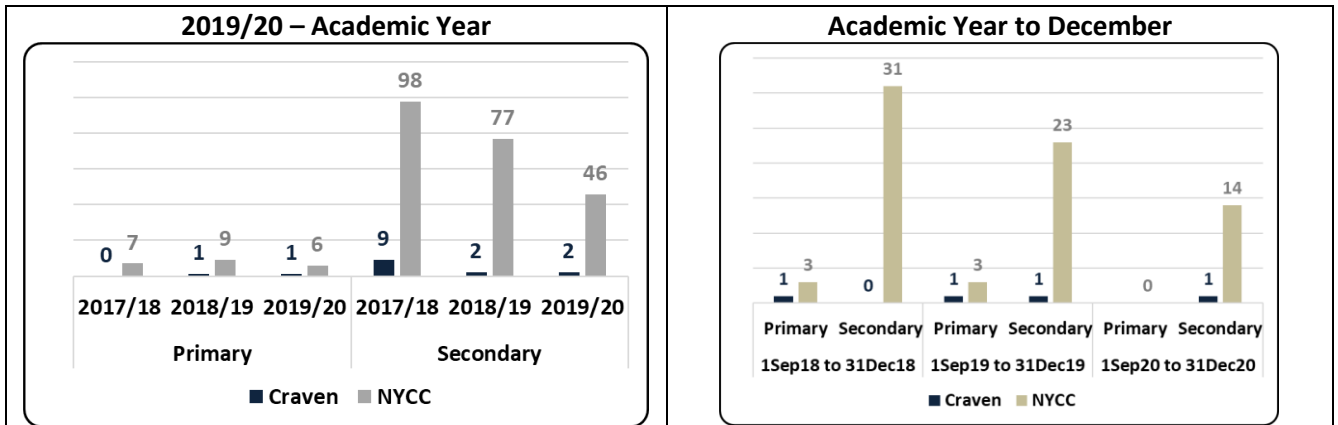 2019/20 – Academic Year
98
77
46
9
7
9
6
0
1
1
2
2
2017/18 2018/19 2019/20 2017/18 2018/19 2019/20
Primary Secondary
Craven NYCC
Academic Year to December
31
23
14
1 3
0
1 3
1
0
1
Primary Secondary Primary Secondary Primary Secondary
1Sep18 to 31Dec18 1Sep19 to 31Dec19 1Sep20 to 31Dec20
Craven NYCC